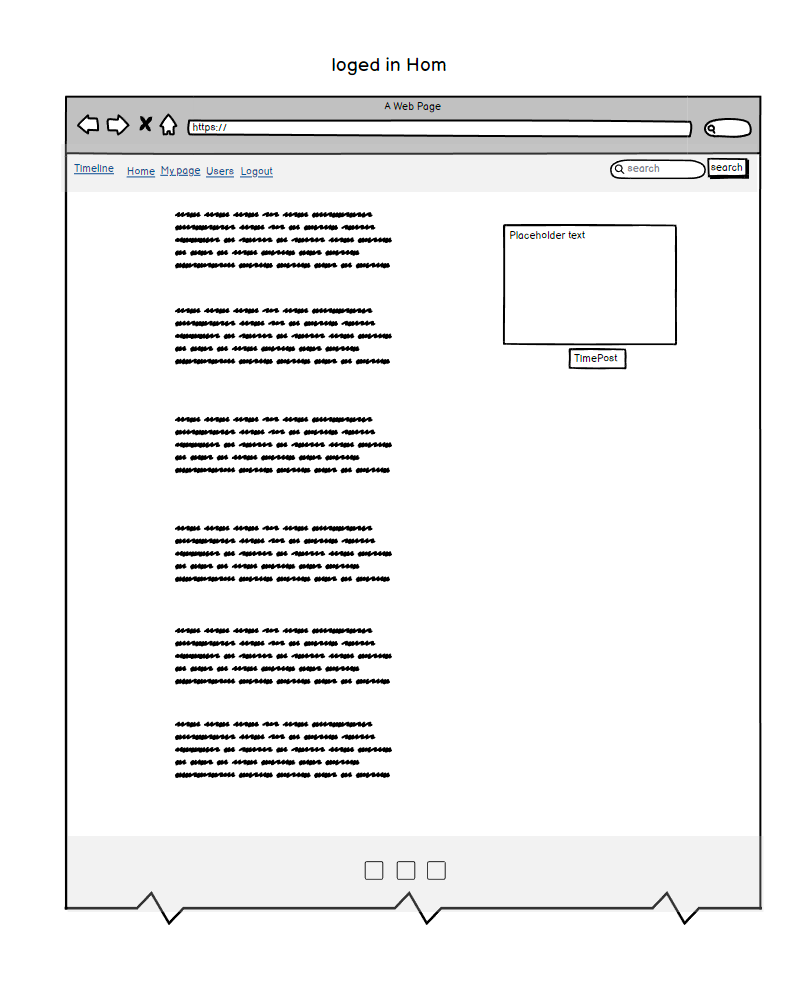 loged in Hom
A Web Page
https://
Timeline Home My page Users Logout search search
Placeholder text
TimePost